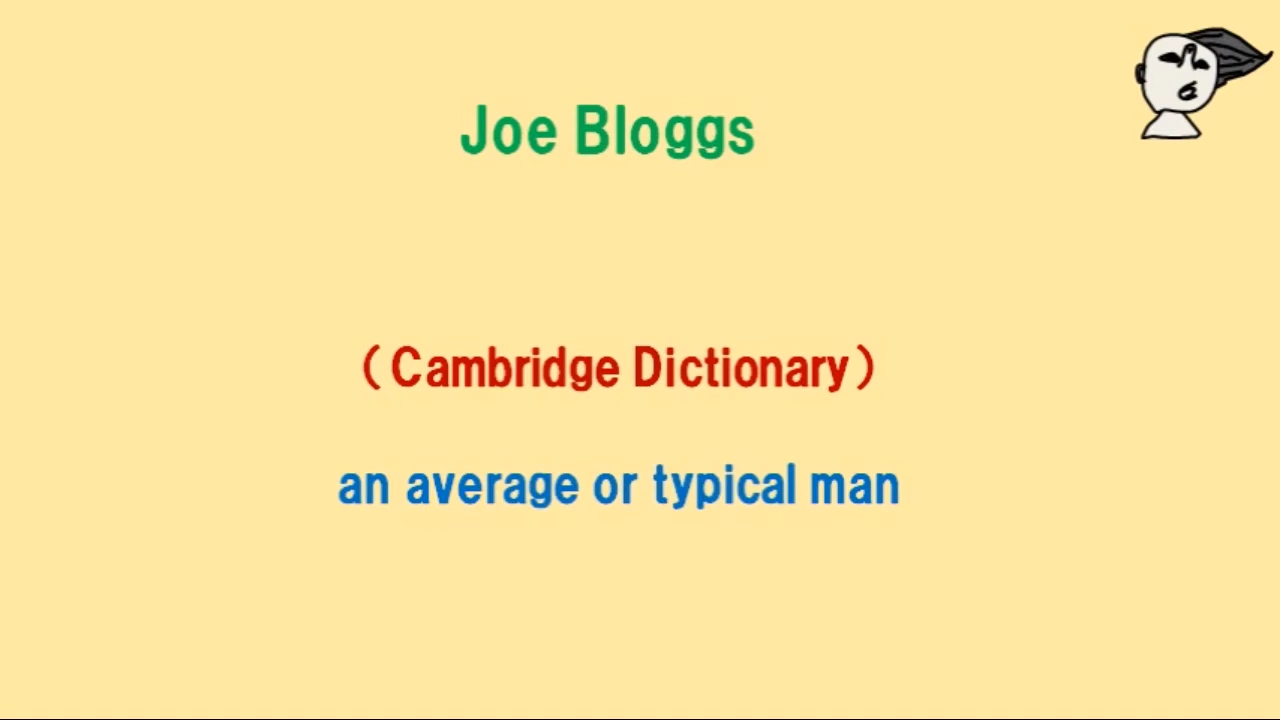 Joe Bloggs
（Cambridge Dictionary）
an average or typical man